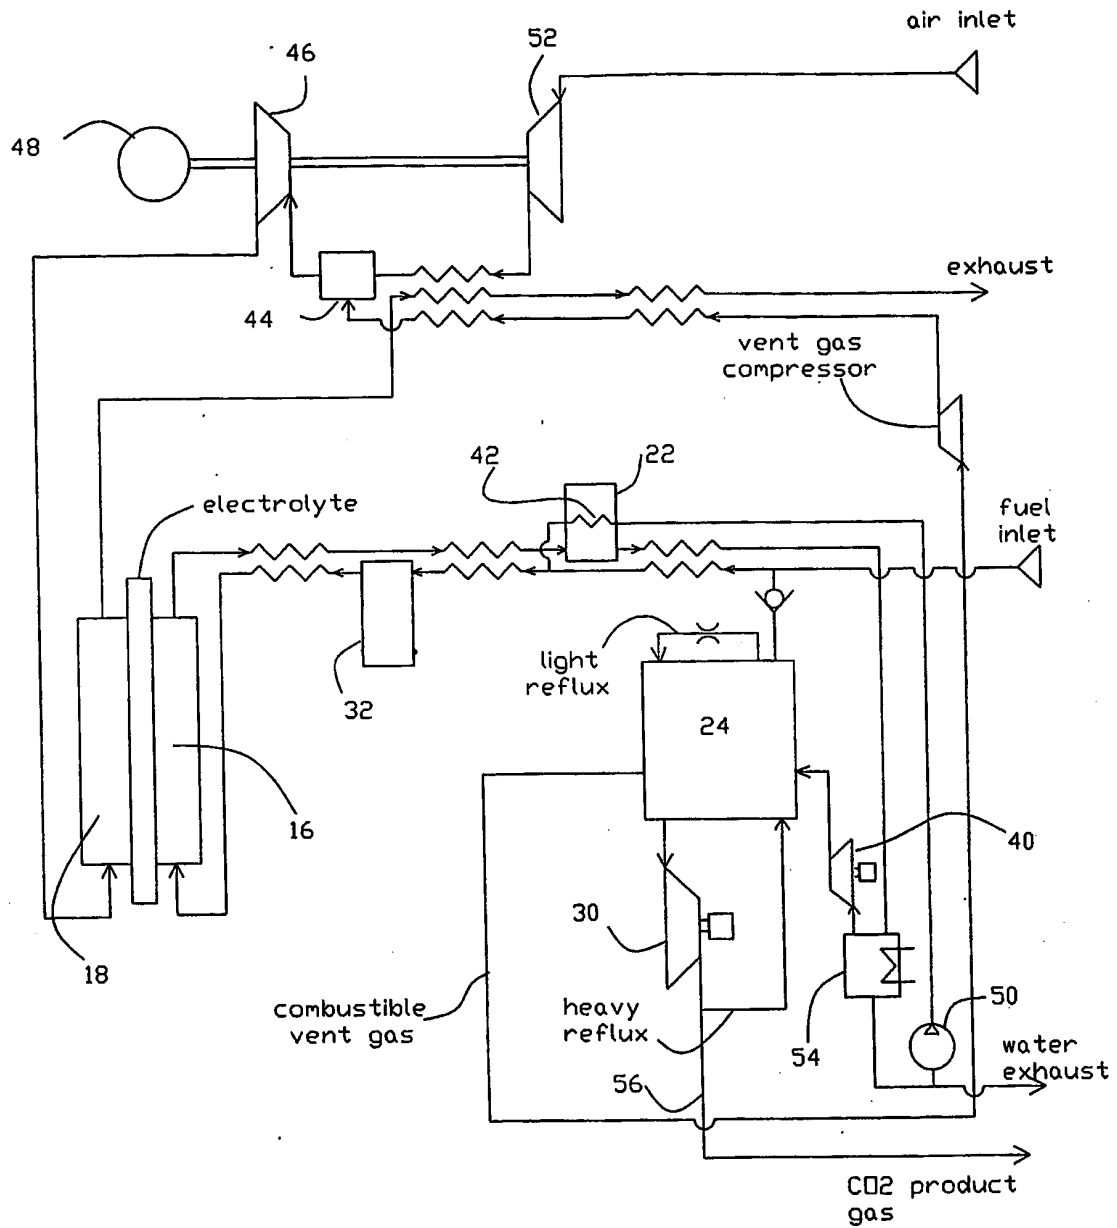 air inlet
52
46
48
exhaust
44
vent gas
compressor
42
22
electrolyte
fuel
inlet
light
reflux
32
24
16
40
30
18
combustible
vent gas
heavy
reflux
54
50
water
exhaust
56
CO2 product
gas